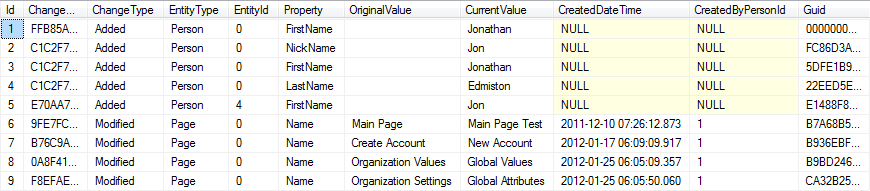 Id Change... ChangeType EntityType EntityId Property OriginalValue CurrentValue CreatedDateTime CreatedByPersonId Guid
1 FFB85A... Added Person 0 FirstName Jonathan NULL NULL 0000000...
2 C1C2F7... Added Person 0 NickName Jon NULL NULL FC86D3A...
3 C1C2F7... Added Person 0 FirstName Jonathan NULL NULL 5DFE1B9...
4 C1C2F7... Added Person 0 LastName Edmiston NULL NULL 22EED5E...
5 E70AA7... Added Person 4 FirstName Jon NULL NULL E1488F8...
6 9FE7FC... Modified Page 0 Name Main Page Main Page Test 2011-12-10 07:26:12.873 1 B7A68B5...
7 B76C9A... Modified Page 0 Name Create Account New Account 2012-01-17 06:09:09.917 1 B936EBF...
8 0A8F41... Modified Page 0 Name Organization Values Global Values 2012-01-25 06:05:09.357 1 B9BD246...
9 F8EFAE... Modified Page 0 Name Organization Settings Global Attributes 2012-01-25 06:05:50.060 1 CA32B25...